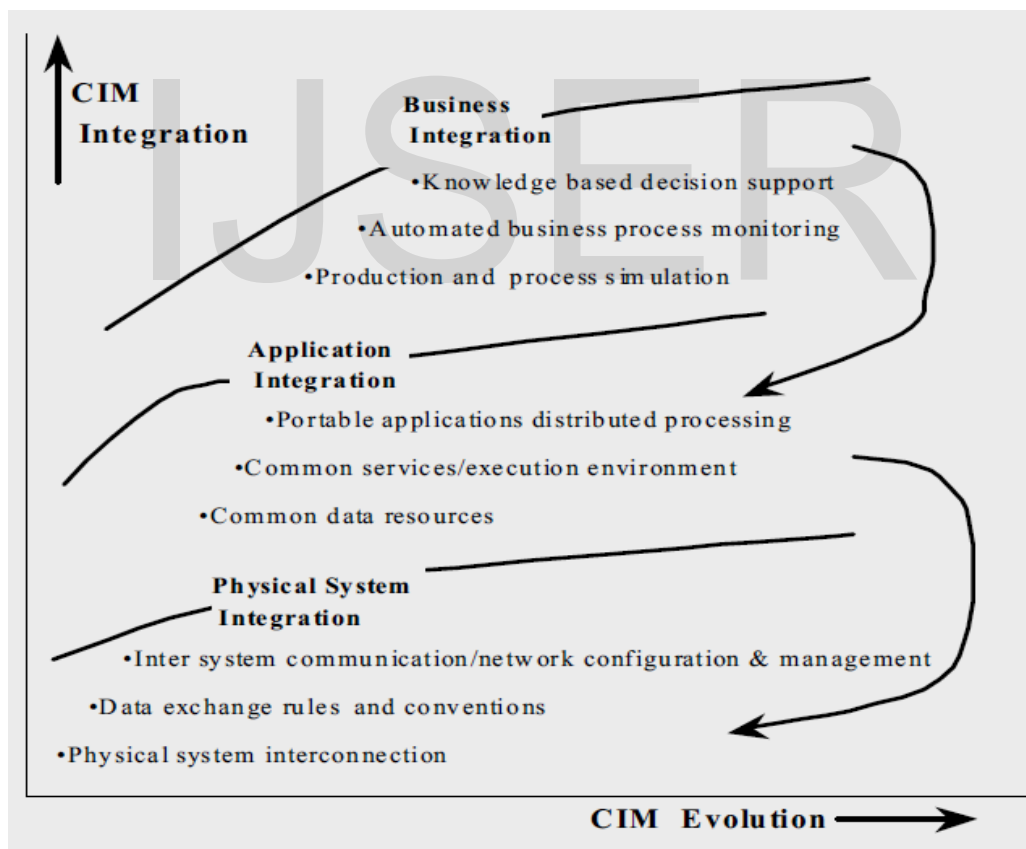 IJSER
CIM
Integration
Business
Integration
•Knowledge based decision support
•Automated business process monitoring
•Production and process simulation
Application
Integration
•Portable applications distributed processing
•Common services/execution environment
•Common data resources
Physical System
Integration
•Inter system communication/network configuration & management
•Data exchange rules and conventions
•Physical system interconnection
CIM Evolution